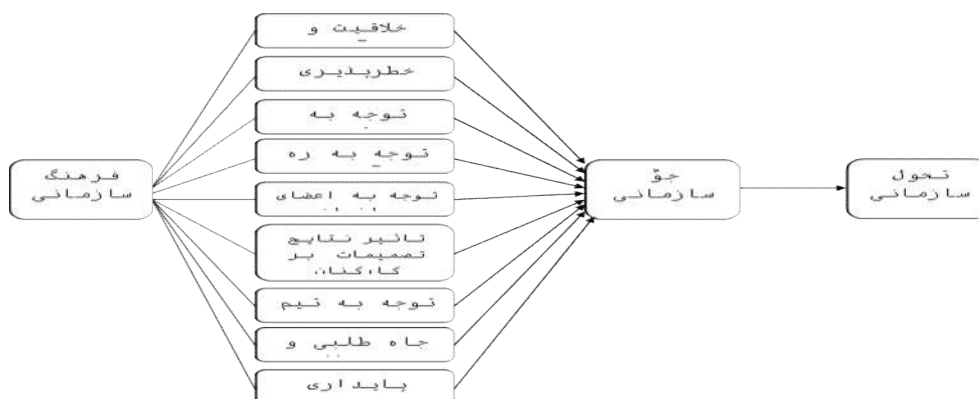 خلاقیت و
خطرپذیری
توجه به
توجه به ره
توجه به اعضای
تاثیر نتایج
تصمیمات بر
کارکنان
توجه به تیم
جاه طلبی و
پایداری
فرهنگ
سازمانی
جوّ
سازمانی
تحول
سازمانی